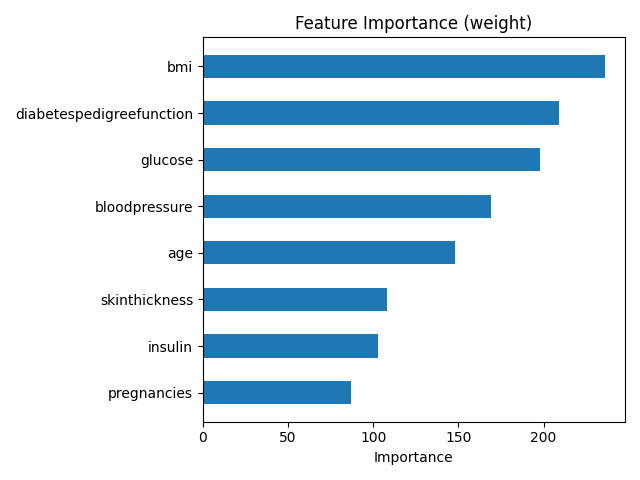 Feature Importance (weight)
bmi
diabetespedigreefunction
glucose
bloodpressure
age
skinthickness
insulin
pregnancies
0 50 100 150 200
Importance